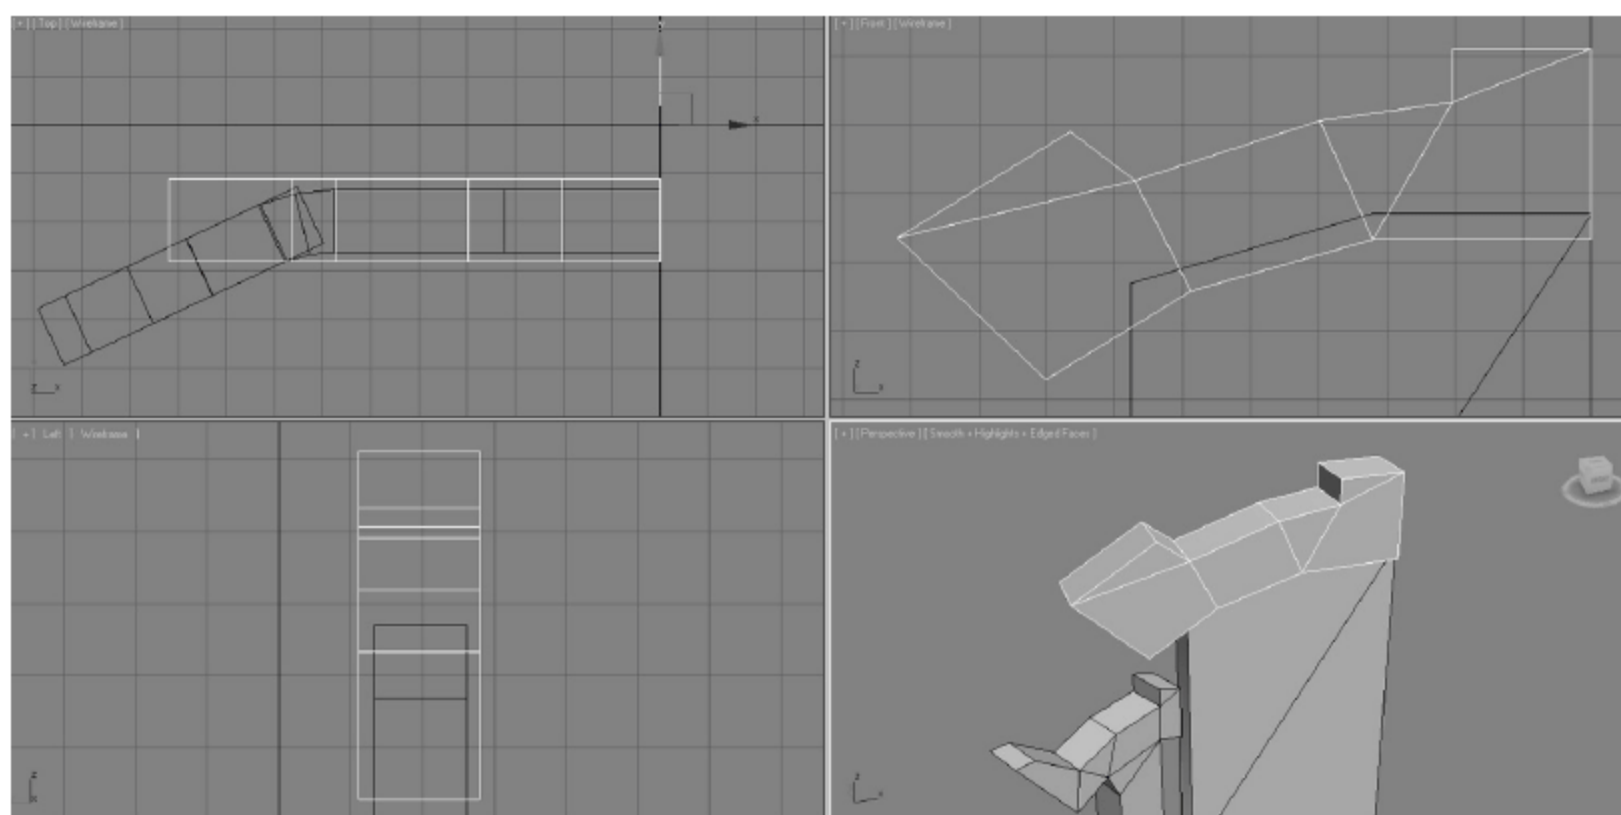 [+] [Top] [Wireframe]
[+] [Front] [Wireframe]
x
z x
z x
[+] Left ] Wireframe ]
[+] [Perspective] [Smooth + Highlights + Edged Faces]
z
z x